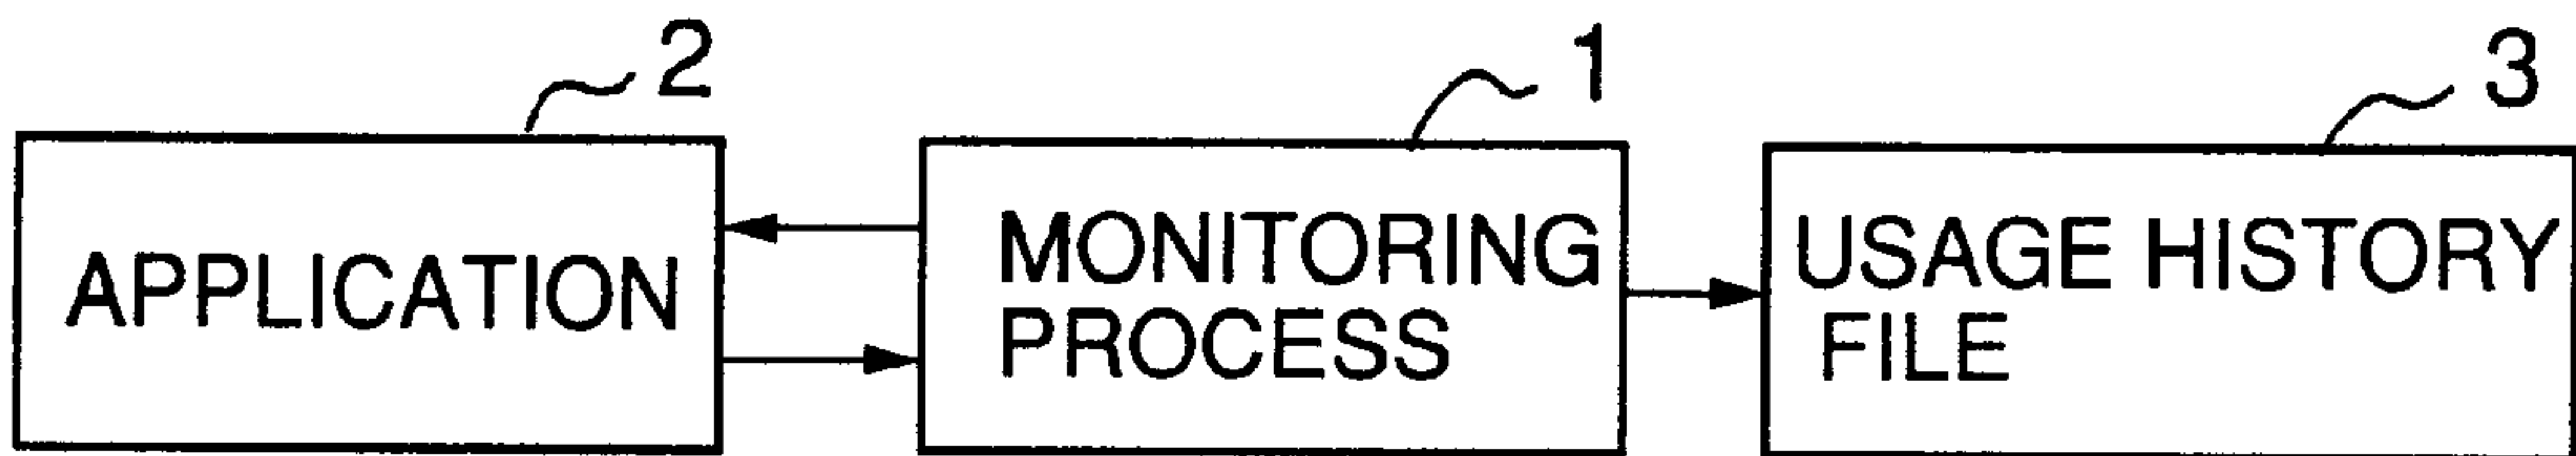 2
1
3
APPLICATION
MONITORING
PROCESS
USAGE HISTORY
FILE